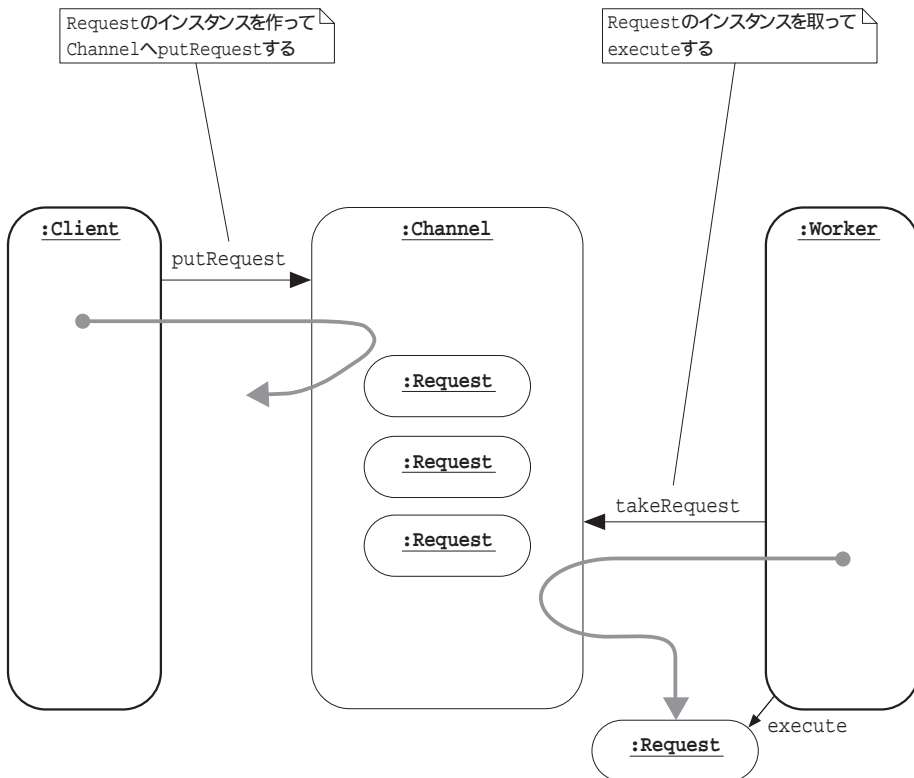 Requestのインスタンスを作って
ChannelへputRequestする
Requestのインスタンスを取って
executeする
:Client
:Channel
:Worker
putRequest
:Request
:Request
takeRequest
:Request
execute
:Request